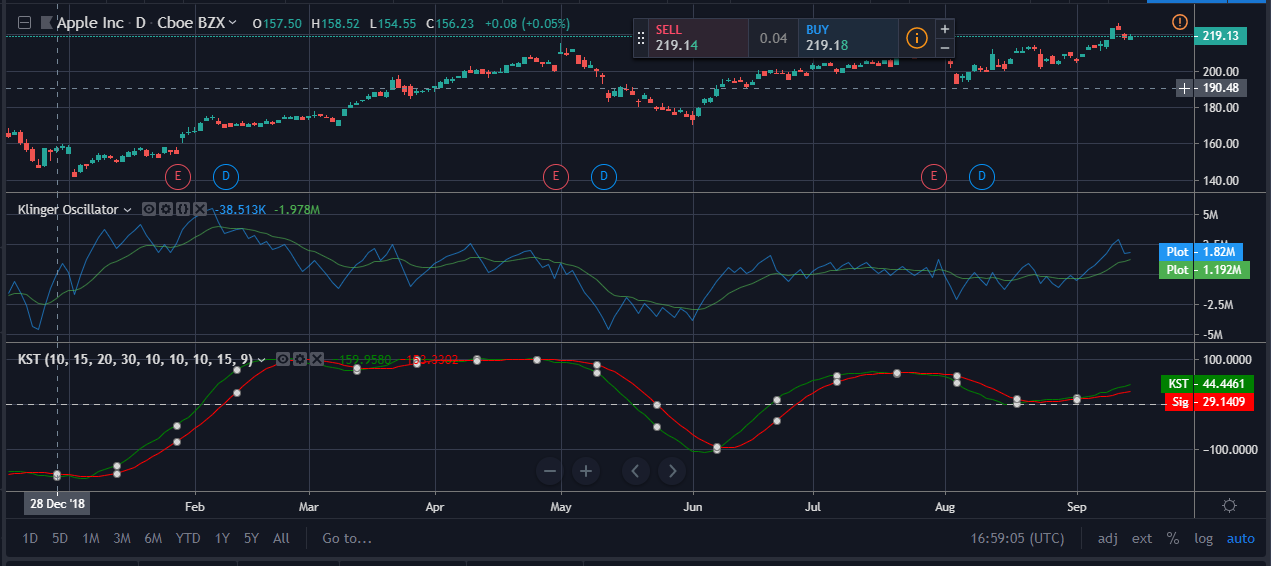 Apple Inc · D · Cboe BZX O157.50 H158.52 L154.55 C156.23 +0.08 (+0.05%)
SELL
219.14
0.04
BUY
219.18
219.13
200.00
190.48
180.00
160.00
140.00
E D E D E D
Klinger Oscillator -38.513K -1.978M
5M
Plot 1.82M
Plot 1.192M
-2.5M
-5M
KST (10, 15, 20, 30, 10, 10, 10, 15, 9)
100.0000
KST 44.4461
Sig 29.1409
-100.0000
28 Dec '18 Feb Mar Apr May Jun Jul Aug Sep
1D 5D 1M 3M 6M YTD 1Y 5Y All Go to... 16:59:05 (UTC) adj ext % log auto